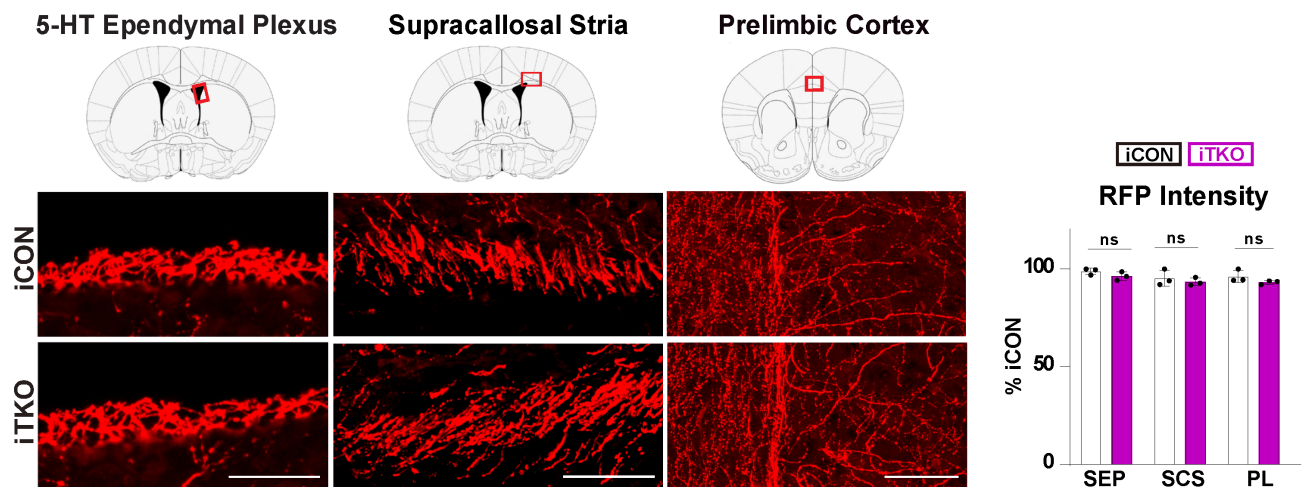 5-HT Ependymal Plexus
Supracallosal Stria
Prelimbic Cortex
iCON
iTKO
iCON iTKO
RFP Intensity
ns ns ns
% iCON
100
50
0
SEP SCS PL